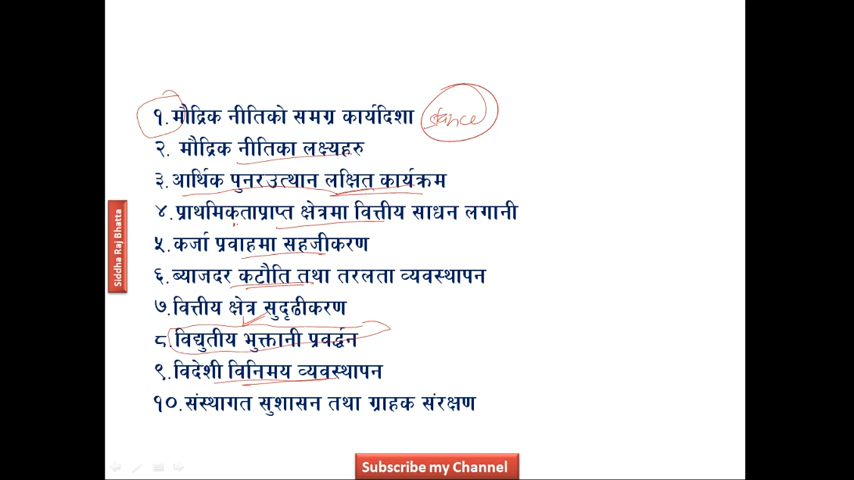 १. मौद्रिक नीतिको समग्र कार्यदिशा stance
२. मौद्रिक नीतिका लक्ष्यहरु
३. आर्थिक पुनरउत्थान लक्षित कार्यक्रम
४. प्राथमिकताप्राप्त क्षेत्रमा वित्तीय साधन लगानी
५. कर्जा प्रवाहमा सहजीकरण
६. ब्याजदर कटौति तथा तरलता व्यवस्थापन
७. वित्तीय क्षेत्र सुदृढीकरण
८. विद्युतीय भुक्तानी प्रवर्द्धन
९. विदेशी विनिमय व्यवस्थापन
१०. संस्थागत सुशासन तथा ग्राहक संरक्षण
Siddha Raj Bhatta
Subscribe my Channel